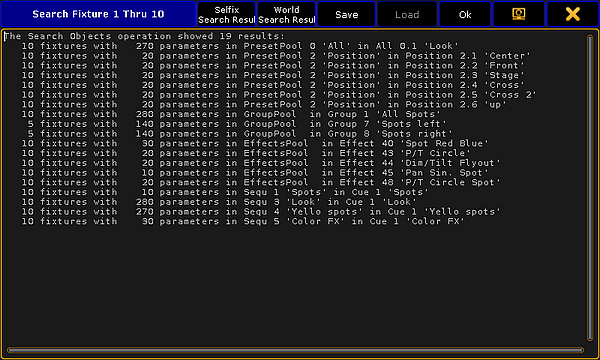 Search Fixture 1 Thru 10
Selfix
Search Resul
World
Search Resul
Save
Load
Ok
The Search Objects operation showed 19 results:
10 fixtures with 270 parameters in PresetPool 0 'All' in All 0.1 'Look'
10 fixtures with 20 parameters in PresetPool 2 'Position' in Position 2.1 'Center'
10 fixtures with 20 parameters in PresetPool 2 'Position' in Position 2.2 'Front'
10 fixtures with 20 parameters in PresetPool 2 'Position' in Position 2.3 'Stage'
10 fixtures with 20 parameters in PresetPool 2 'Position' in Position 2.4 'Cross'
10 fixtures with 20 parameters in PresetPool 2 'Position' in Position 2.5 'Cross 2'
10 fixtures with 20 parameters in PresetPool 2 'Position' in Position 2.6 'up'
10 fixtures with 280 parameters in GroupPool in Group 1 'All Spots'
5 fixtures with 140 parameters in GroupPool in Group 7 'Spots left'
5 fixtures with 140 parameters in GroupPool in Group 8 'Spots right'
10 fixtures with 30 parameters in EffectsPool in Effect 40 'Spot Red Blue'
10 fixtures with 20 parameters in EffectsPool in Effect 43 'P/T Circle'
10 fixtures with 20 parameters in EffectsPool in Effect 44 'Dim/Tilt Flyout'
10 fixtures with 10 parameters in EffectsPool in Effect 45 'Pan Sin. Spot'
10 fixtures with 20 parameters in EffectsPool in Effect 48 'P/T Circle Spot'
10 fixtures with 10 parameters in Sequ 1 'Spots' in Cue 1 'Spots'
10 fixtures with 280 parameters in Sequ 3 'Look' in Cue 1 'Look'
10 fixtures with 270 parameters in Sequ 4 'Yello spots' in Cue 1 'Yello spots'
10 fixtures with 30 parameters in Sequ 5 'Color FX' in Cue 1 'Color FX'